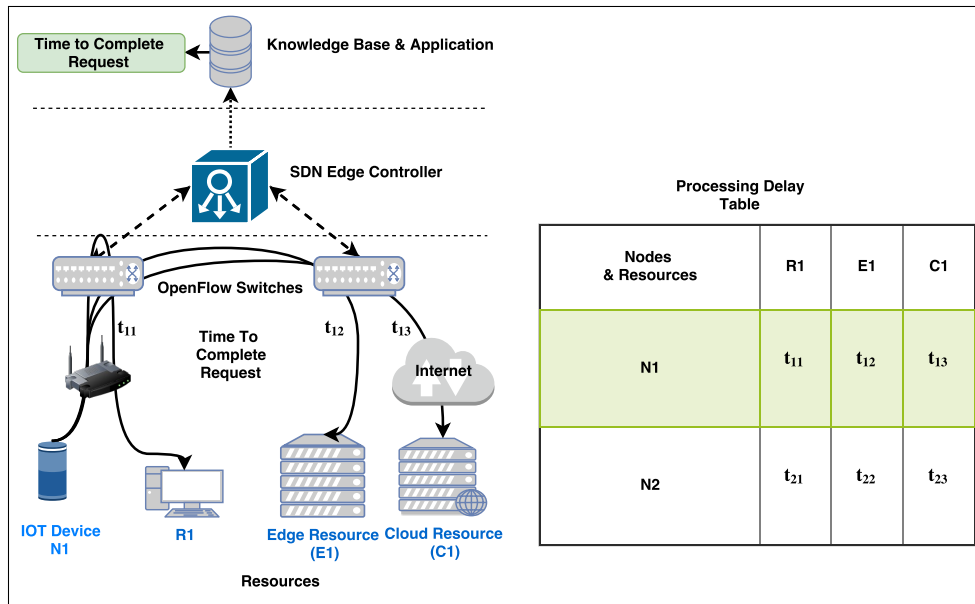 Time to Complete
Request
Knowledge Base & Application
SDN Edge Controller
OpenFlow Switches
t11
t12
t13
Time To
Complete
Request
Internet
IOT Device
N1
R1
Edge Resource
(E1)
Cloud Resource
(C1)
Resources
Processing Delay
Table
Nodes
& Resources
R1
E1
C1
N1
t11
t12
t13
N2
t21
t22
t23